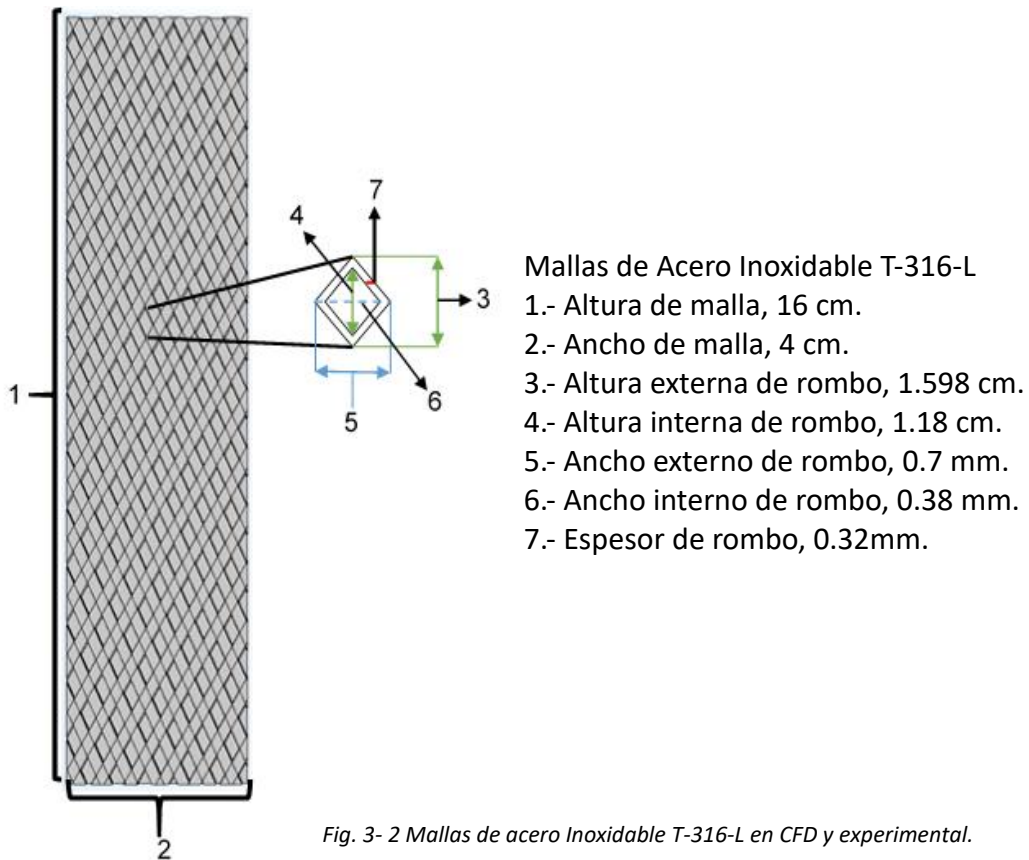 7
4
3
1
6
5
2
Mallas de Acero Inoxidable T-316-L
1.- Altura de malla, 16 cm.
2.- Ancho de malla, 4 cm.
3.- Altura externa de rombo, 1.598 cm.
4.- Altura interna de rombo, 1.18 cm.
5.- Ancho externo de rombo, 0.7 mm.
6.- Ancho interno de rombo, 0.38 mm.
7.- Espesor de rombo, 0.32mm.
Fig. 3- 2 Mallas de acero Inoxidable T-316-L en CFD y experimental.